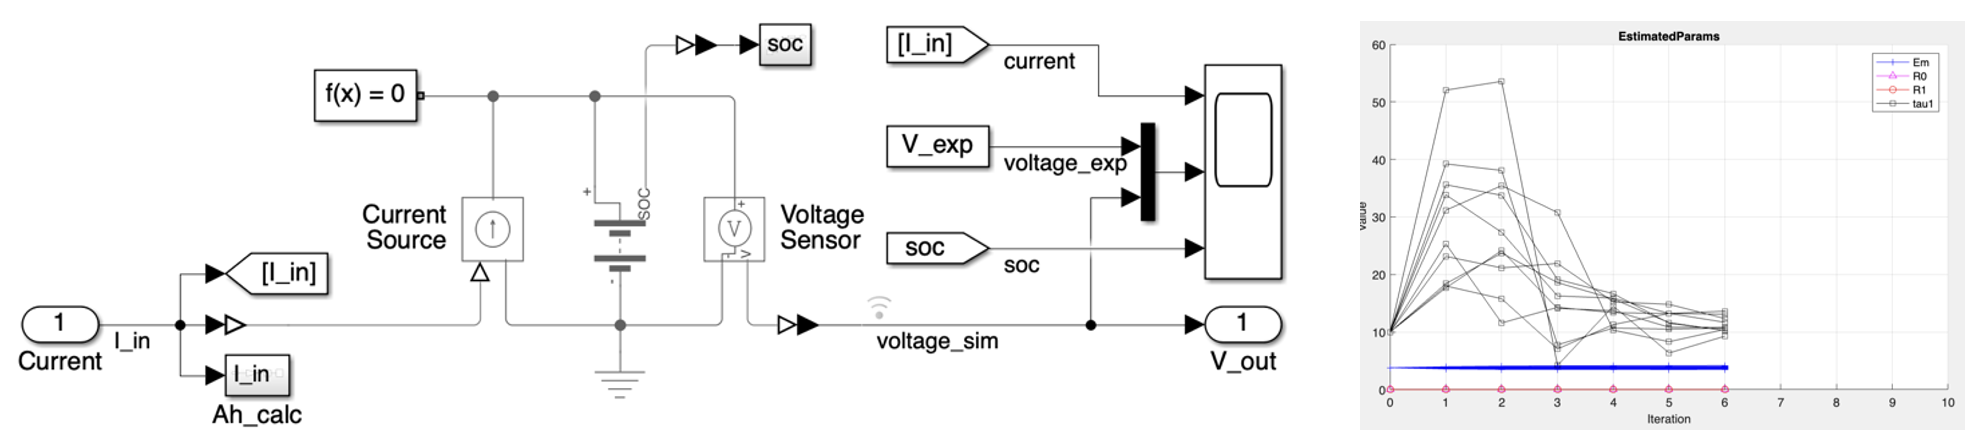 soc
f(x) = 0
+
SOC
Current
Source
+
V
-
V
Voltage
Sensor
-
[I_in]
1
I_in
Current
I_in
Ah_calc
[I_in]
current
V_exp
voltage_exp
soc
soc
voltage_sim
1
V_out
EstimatedParams
Em
R0
R1
tau1
60
50
40
30
20
10
0
Value
0 1 2 3 4 5 6 7 8 9 10
Iteration